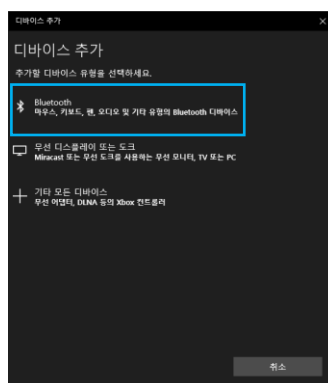 디바이스 추가
디바이스 추가
추가할 디바이스 유형을 선택하세요.
Bluetooth
마우스, 키보드, 펜, 오디오 및 기타 유형의 Bluetooth 디바이스
무선 디스플레이 또는 도크
Miracast 또는 무선 도크를 사용하는 무선 모니터, TV 또는 PC
기타 모든 디바이스
무선 어댑터, DLNA 등의 Xbox 컨트롤러
취소